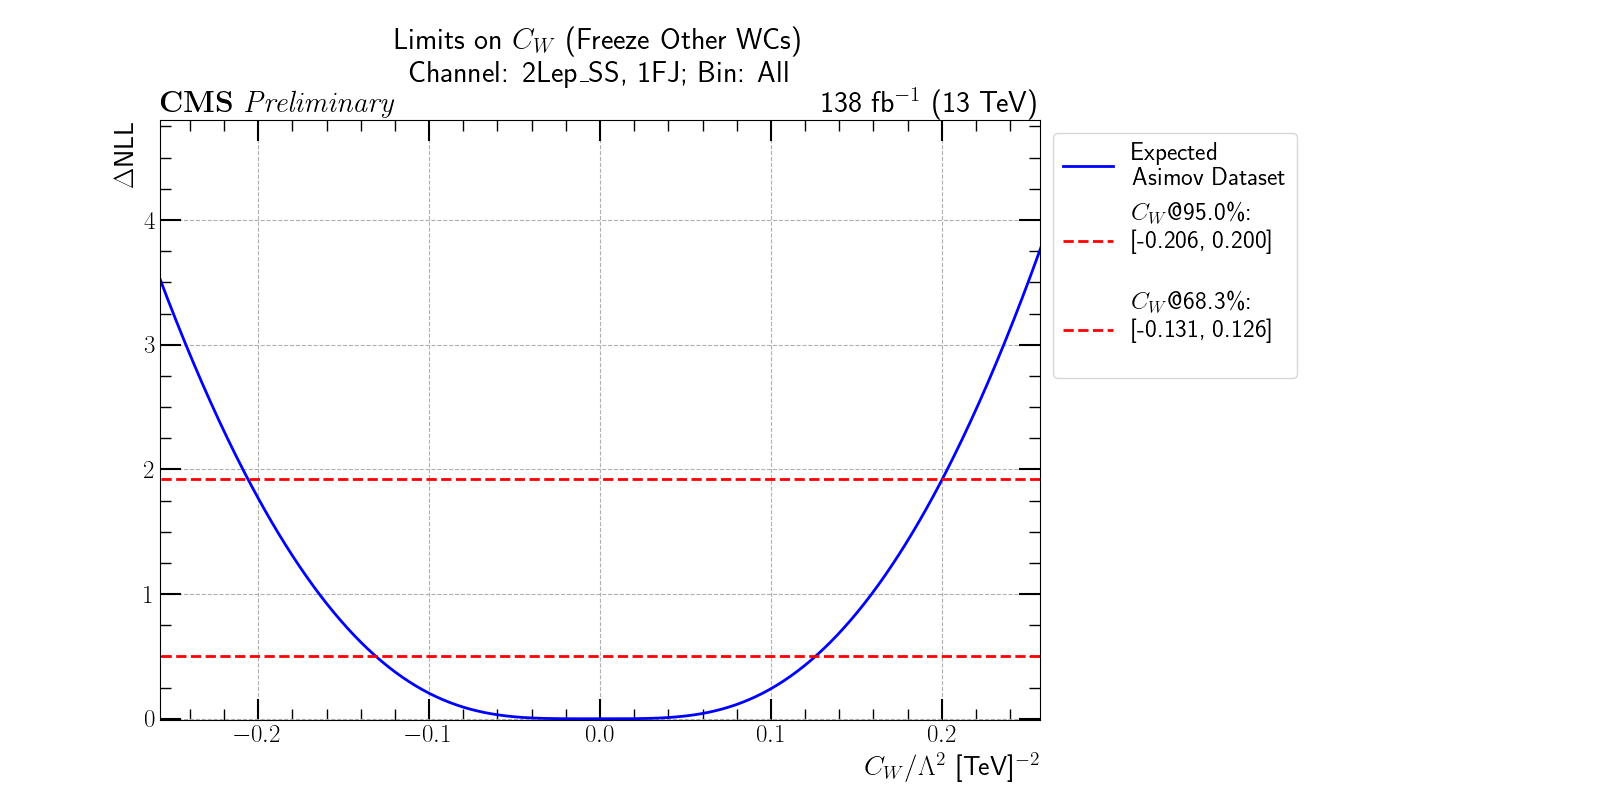 Limits on C_W (Freeze Other WCs)
Channel: 2Lep_SS, 1FJ; Bin: All
CMS Preliminary
138 fb⁻¹ (13 TeV)
ΔNLL
4
3
2
1
0
−0.2
−0.1
0.0
0.1
0.2
C_W/Λ² [TeV]⁻²
Expected
Asimov Dataset
C_W@95.0%:
[-0.206, 0.200]
C_W@68.3%:
[-0.131, 0.126]